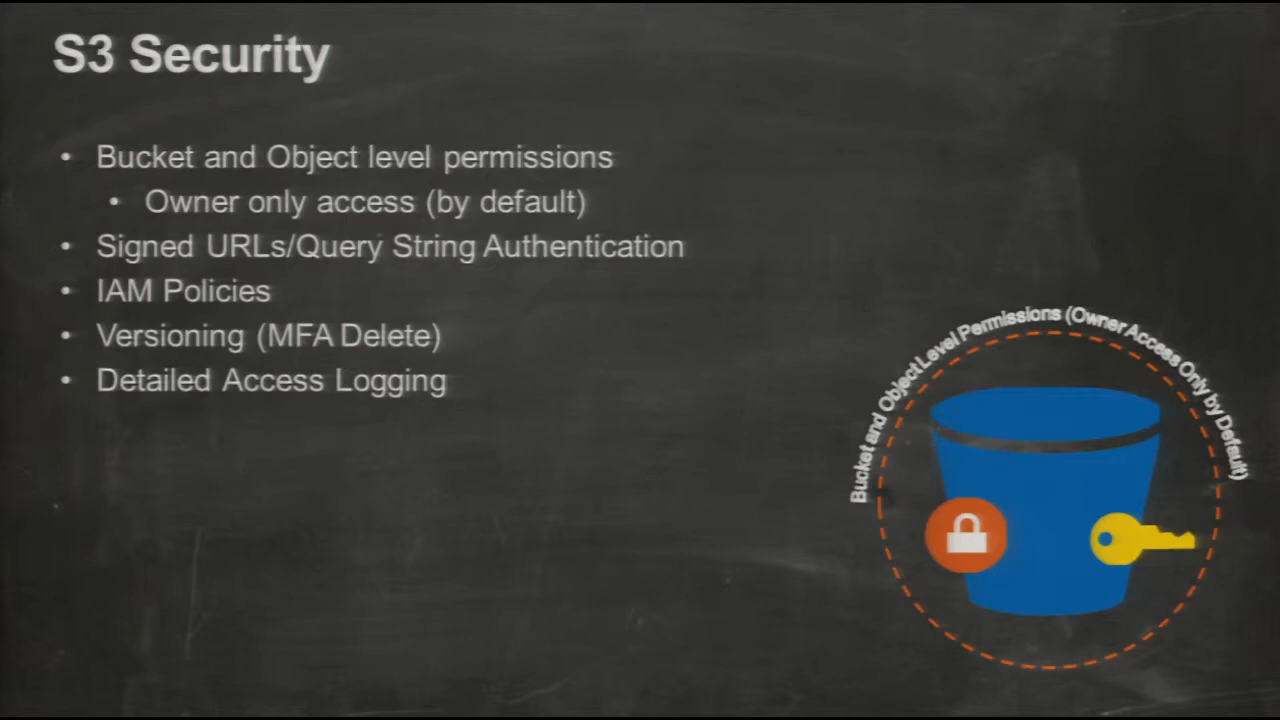 S3 Security
• Bucket and Object level permissions
• Owner only access (by default)
• Signed URLs/Query String Authentication
• IAM Policies
• Versioning (MFA Delete)
• Detailed Access Logging
Bucket and Object Level Permissions (Owner Access Only by Default)